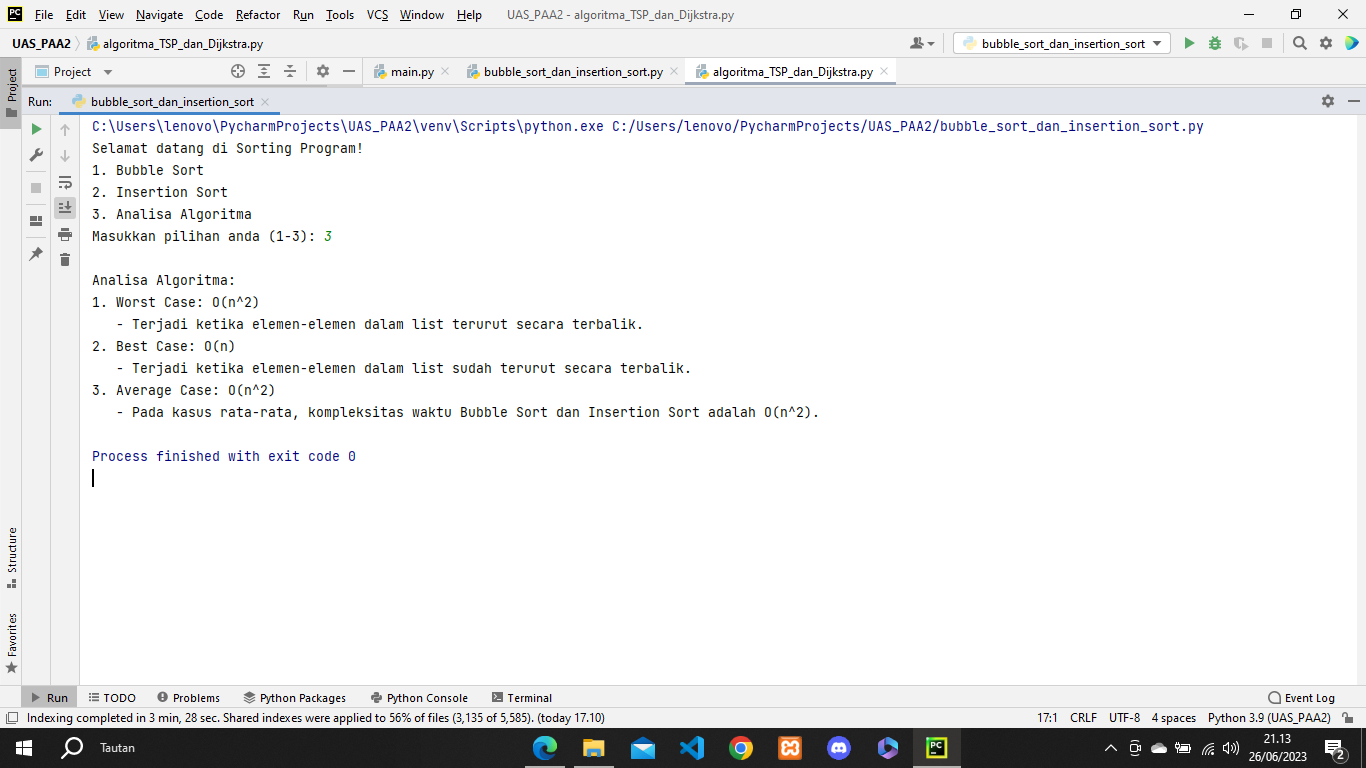 File Edit View Navigate Code Refactor Run Tools VCS Window Help UAS_PAA2 - algoritma_TSP_dan_Dijkstra.py
UAS_PAA2 algoritma_TSP_dan_Dijkstra.py bubble_sort_dan_insertion_sort
Project main.py bubble_sort_dan_insertion_sort.py algoritma_TSP_dan_Dijkstra.py
Project
Run: bubble_sort_dan_insertion_sort
C:\Users\lenovo\PycharmProjects\UAS_PAA2\venv\Scripts\python.exe C:/Users/lenovo/PycharmProjects/UAS_PAA2/bubble_sort_dan_insertion_sort.py
Selamat datang di Sorting Program!
1. Bubble Sort
2. Insertion Sort
3. Analisa Algoritma
Masukkan pilihan anda (1-3): 3
Analisa Algoritma:
1. Worst Case: O(n^2)
- Terjadi ketika elemen-elemen dalam list terurut secara terbalik.
2. Best Case: O(n)
- Terjadi ketika elemen-elemen dalam list sudah terurut secara terbalik.
3. Average Case: O(n^2)
- Pada kasus rata-rata, kompleksitas waktu Bubble Sort dan Insertion Sort adalah O(n^2).
Process finished with exit code 0
Structure
Favorites
Run TODO Problems Python Packages Python Console Terminal Event Log
Indexing completed in 3 min, 28 sec. Shared indexes were applied to 56% of files (3,135 of 5,585). (today 17.10) 17:1 CRLF UTF-8 4 spaces Python 3.9 (UAS_PAA2)
Tautan
PC
21.13
26/06/2023
2